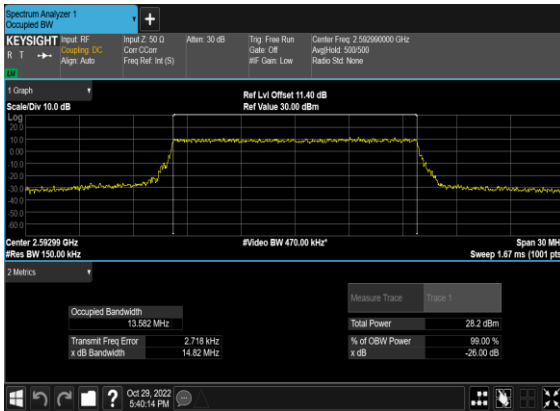 Spectrum Analyzer 1
Occupied BW
+
KEYSIGHT
R T
LXI
Input: RF
Coupling: DC
Align: Auto
Input Z: 50 Ω
Corr CCorr
Freq Ref: Int (S)
Atten: 30 dB
Trig: Free Run
Gate: Off
#IF Gain: Low
Center Freq: 2.592990000 GHz
Avg|Hold: 500/500
Radio Std: None
1 Graph
Scale/Div 10.0 dB
Ref Lvl Offset 11.40 dB
Ref Value 30.00 dBm
Log
20.0
10.0
0.00
-10.0
-20.0
-30.0
-40.0
-50.0
-60.0
Center 2.59299 GHz
#Res BW 150.00 kHz
#Video BW 470.00 kHz*
Span 30 MH
Sweep 1.67 ms (1001 pts
2 Metrics
Measure Trace
Trace 1
Occupied Bandwidth
13.582 MHz
Total Power
28.2 dBm
Transmit Freq Error
2.718 kHz
% of OBW Power
99.00 %
x dB Bandwidth
14.82 MHz
x dB
-26.00 dB
?
Oct 29, 2022
5:40:14 PM